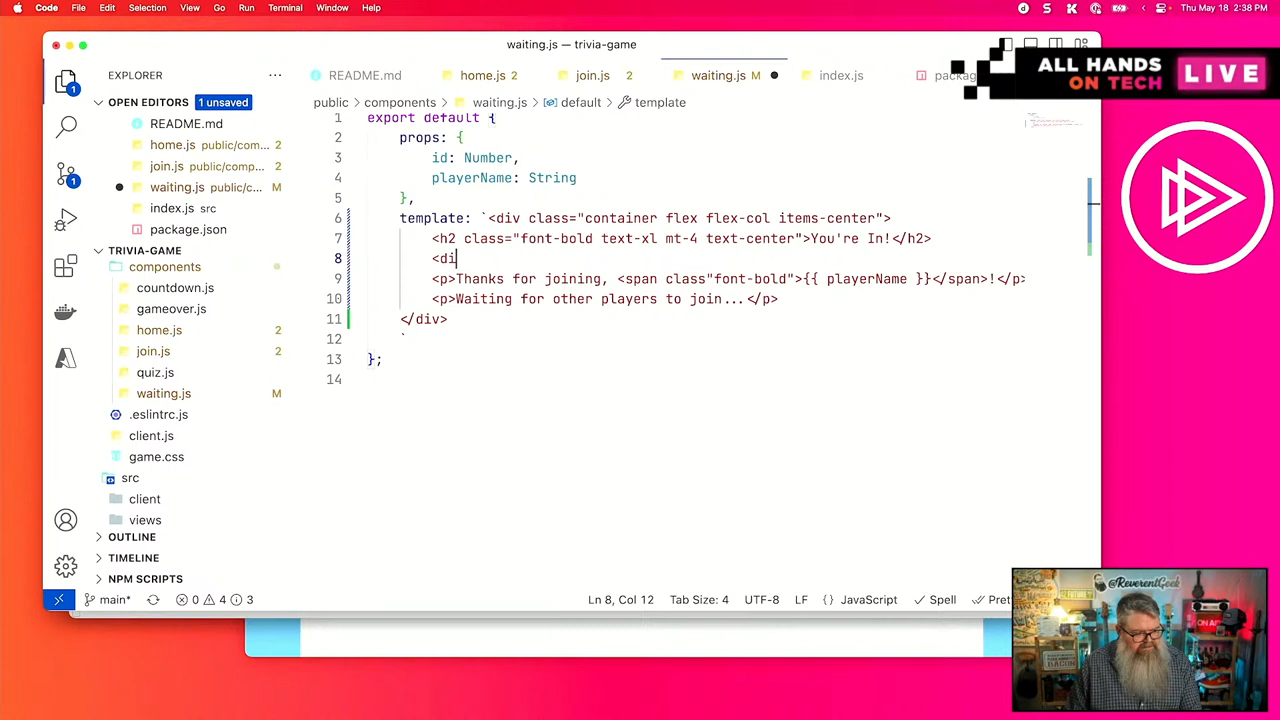 Code File Edit Selection View Go Run Terminal Window Help
Thu May 18 2:38 PM
waiting.js — trivia-game
ALL HANDS
ON TECH
LIVE
EXPLORER
README.md
home.js 2
join.js 2
waiting.js M
index.js
packag
OPEN EDITORS 1 unsaved
public > components > waiting.js > default > template
README.md
home.js public/com... 2
join.js public/comp... 2
waiting.js public/c... M
index.js src
package.json
TRIVIA-GAME
components
countdown.js
gameover.js
home.js 2
join.js 2
quiz.js
waiting.js M
.eslintrc.js
client.js
game.css
src
client
views
OUTLINE
TIMELINE
NPM SCRIPTS
1 export default {
2 props: {
3 id: Number,
4 playerName: String
5 },
6 template: `<div class="container flex flex-col items-center">
7 <h2 class="font-bold text-xl mt-4 text-center">You're In!</h2>
8 <di
9 <p>Thanks for joining, <span class"font-bold">{{ playerName }}</span>!</p>
10 <p>Waiting for other players to join...</p>
11 </div>
12 `
13 };
14
main* 0 4 3
Ln 8, Col 12 Tab Size: 4 UTF-8 LF {} JavaScript Spell Pret
@ReverentGeek
ON AIR
BACON